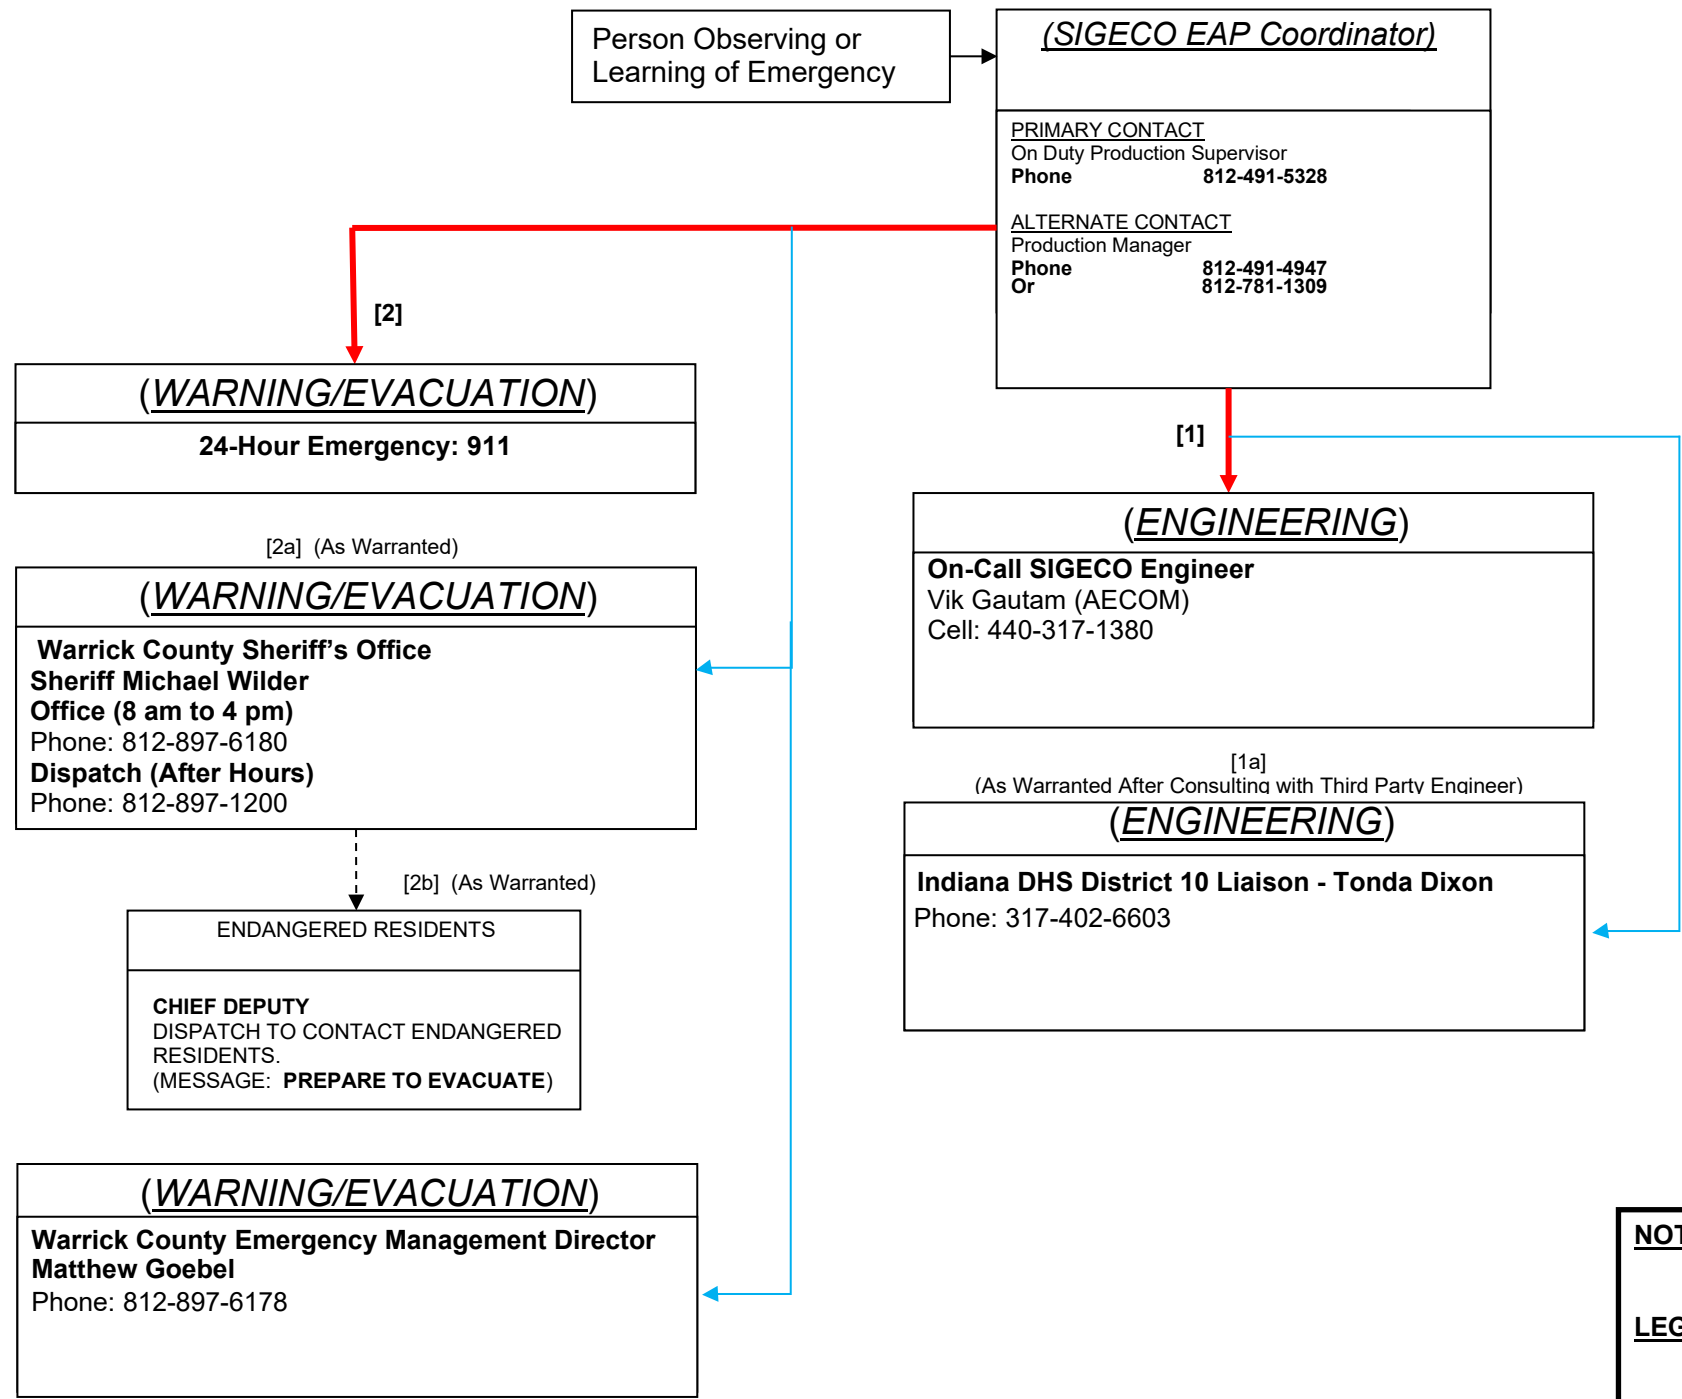 Person Observing or
Learning of Emergency
(SIGECO EAP Coordinator)
PRIMARY CONTACT
On Duty Production Supervisor
Phone 812-491-5328
ALTERNATE CONTACT
Production Manager
Phone 812-491-4947
Or 812-781-1309
[2]
(WARNING/EVACUATION)
24-Hour Emergency: 911
[1]
(ENGINEERING)
On-Call SIGECO Engineer
Vik Gautam (AECOM)
Cell: 440-317-1380
[2a] (As Warranted)
(WARNING/EVACUATION)
Warrick County Sheriff’s Office
Sheriff Michael Wilder
Office (8 am to 4 pm)
Phone: 812-897-6180
Dispatch (After Hours)
Phone: 812-897-1200
[1a]
(As Warranted After Consulting with Third Party Engineer)
(ENGINEERING)
Indiana DHS District 10 Liaison - Tonda Dixon
Phone: 317-402-6603
[2b] (As Warranted)
ENDANGERED RESIDENTS
CHIEF DEPUTY
DISPATCH TO CONTACT ENDANGERED
RESIDENTS.
(MESSAGE: PREPARE TO EVACUATE)
(WARNING/EVACUATION)
Warrick County Emergency Management Director
Matthew Goebel
Phone: 812-897-6178